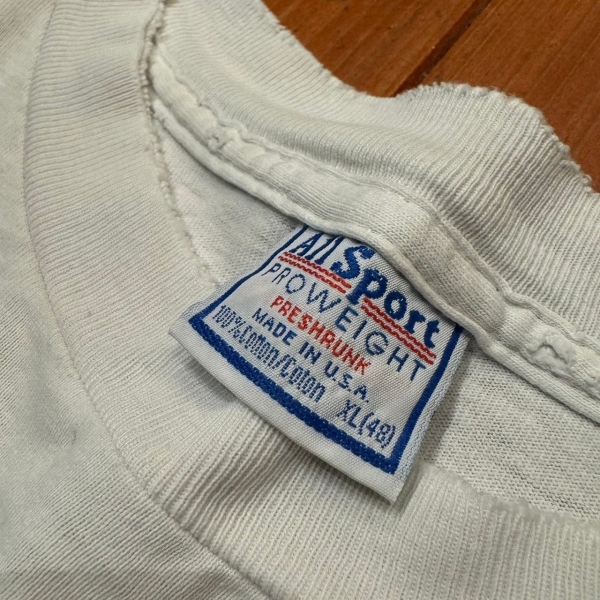 All Sport
PROWEIGHT
PRESHRUNK
MADE IN U.S.A.
100% Cotton/Coton XL(48)